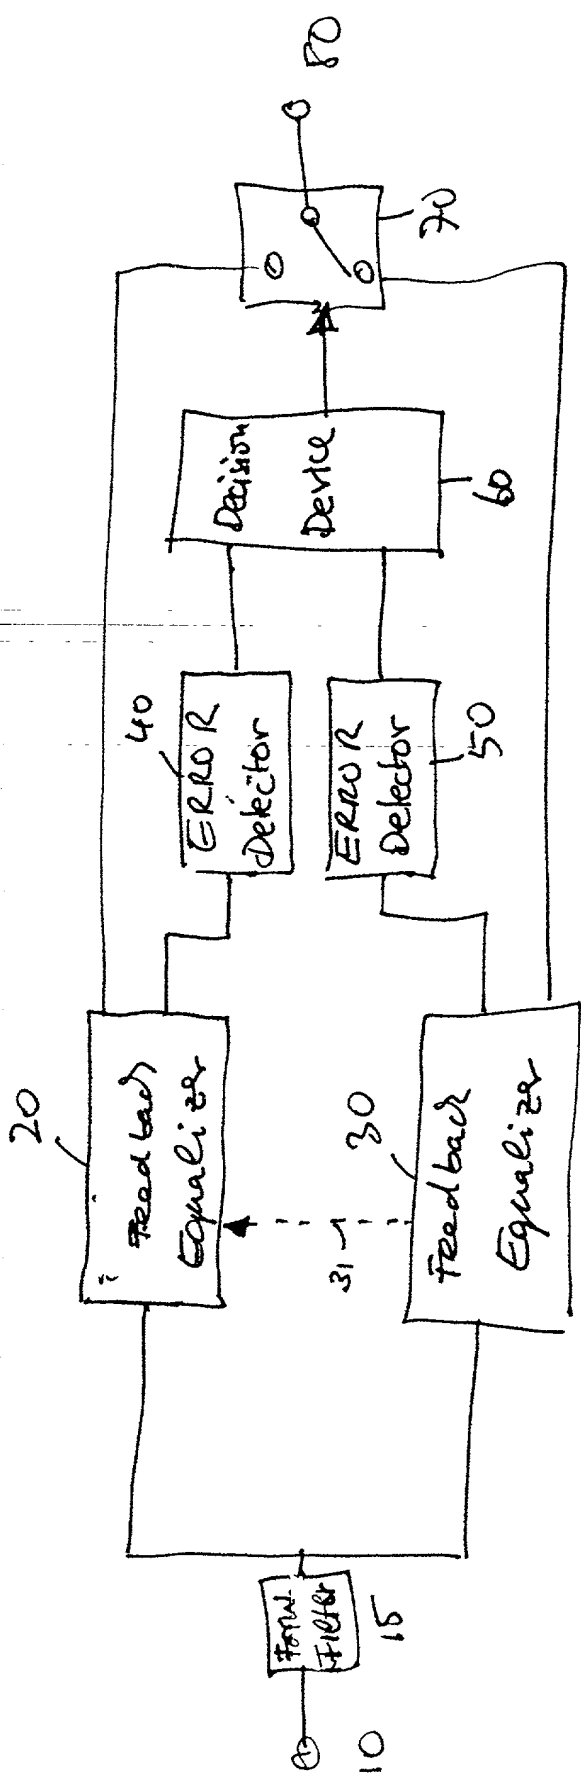 10
Forw.
Filter
15
20
Feedback
Equalizer
31
30
Feedback
Equalizer
40
ERROR
Detector
ERROR
Detector
50
Decision
Device
60
70
80